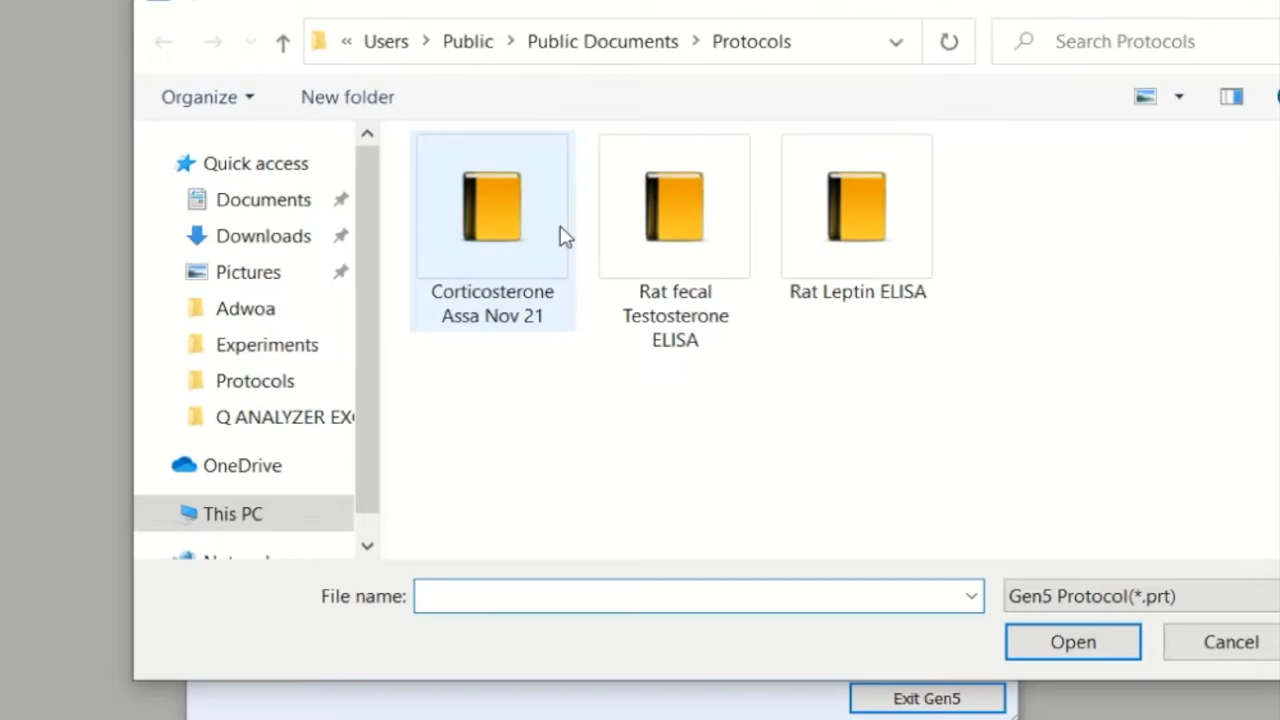 « Users > Public > Public Documents > Protocols
Search Protocols
Organize
New folder
Quick access
Documents
Downloads
Pictures
Adwoa
Experiments
Protocols
Q ANALYZER EX
OneDrive
This PC
Corticosterone
Assa Nov 21
Rat fecal
Testosterone
ELISA
Rat Leptin ELISA
File name:
Gen5 Protocol(*.prt)
Open
Cancel
Exit Gen5